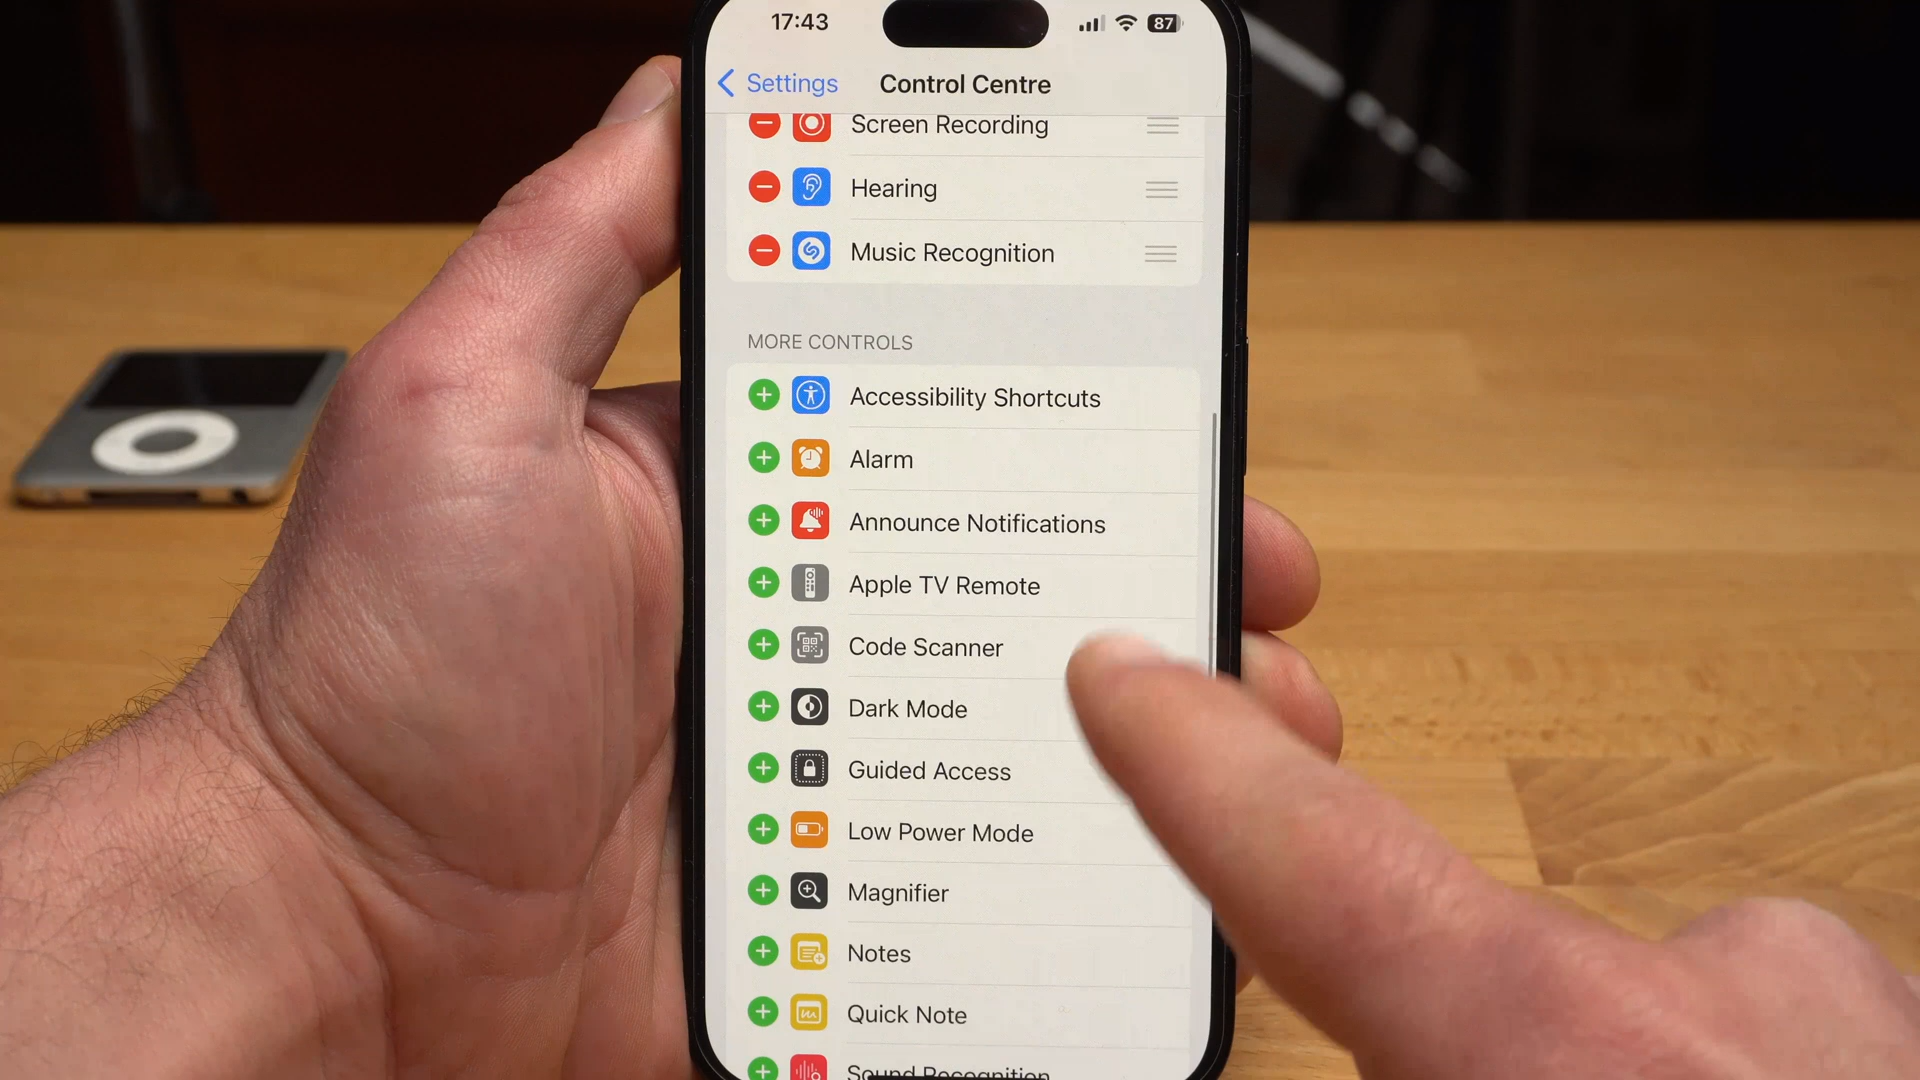 17:43
87
Settings
Control Centre
Screen Recording
Hearing
Music Recognition
MORE CONTROLS
Accessibility Shortcuts
Alarm
Announce Notifications
Apple TV Remote
Code Scanner
Dark Mode
Guided Access
Low Power Mode
Magnifier
Notes
Quick Note
Sound Recognition